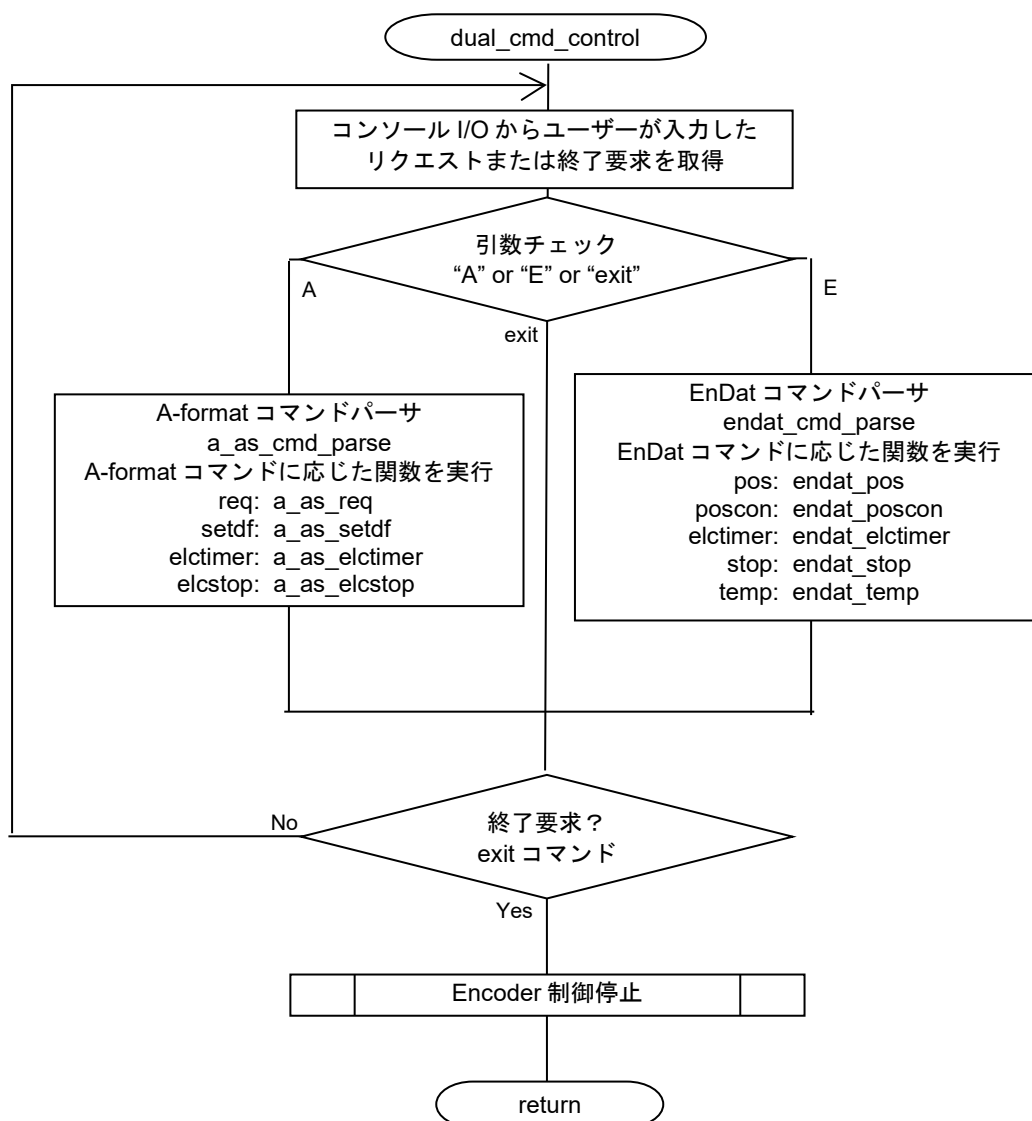 dual_cmd_control
コンソール I/O からユーザーが入力した
リクエストまたは終了要求を取得
引数チェック
“A” or “E” or “exit”
A
E
exit
A-format コマンドパーサ
a_as_cmd_parse
A-format コマンドに応じた関数を実行
req: a_as_req
setdf: a_as_setdf
elctimer: a_as_elctimer
elcstop: a_as_elcstop
EnDat コマンドパーサ
endat_cmd_parse
EnDat コマンドに応じた関数を実行
pos: endat_pos
poscon: endat_poscon
elctimer: endat_elctimer
stop: endat_stop
temp: endat_temp
No
終了要求？
exit コマンド
Yes
Encoder 制御停止
return